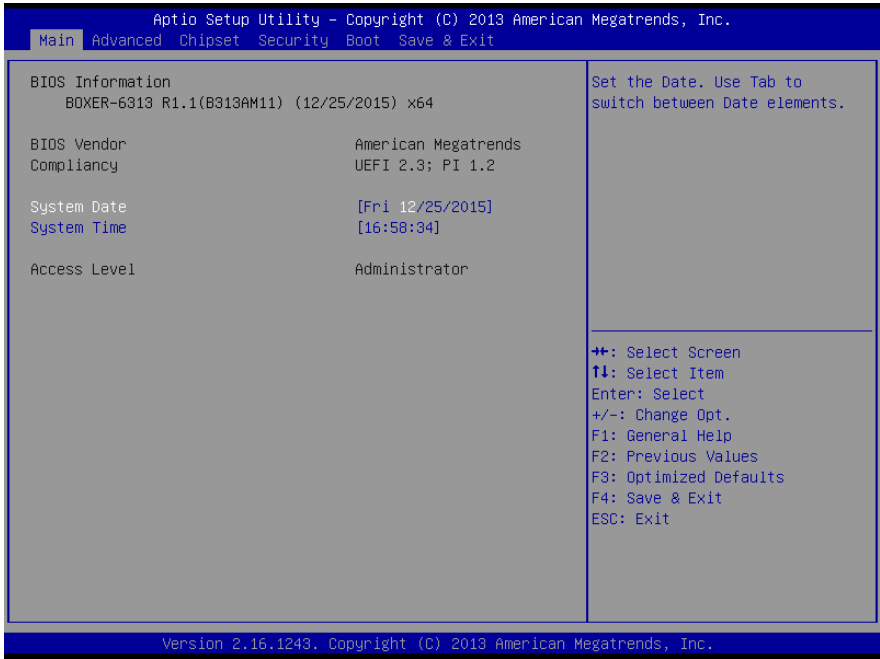 Aptio Setup Utility – Copyright (C) 2013 American Megatrends, Inc.
Main Advanced Chipset Security Boot Save & Exit
BIOS Information
BOXER-6313 R1.1(B313AM11) (12/25/2015) x64
BIOS Vendor American Megatrends
Compliancy UEFI 2.3; PI 1.2
System Date [Fri 12/25/2015]
System Time [16:58:34]
Access Level Administrator
Set the Date. Use Tab to
switch between Date elements.
→←: Select Screen
↑↓: Select Item
Enter: Select
+/-: Change Opt.
F1: General Help
F2: Previous Values
F3: Optimized Defaults
F4: Save & Exit
ESC: Exit
Version 2.16.1243. Copyright (C) 2013 American Megatrends, Inc.